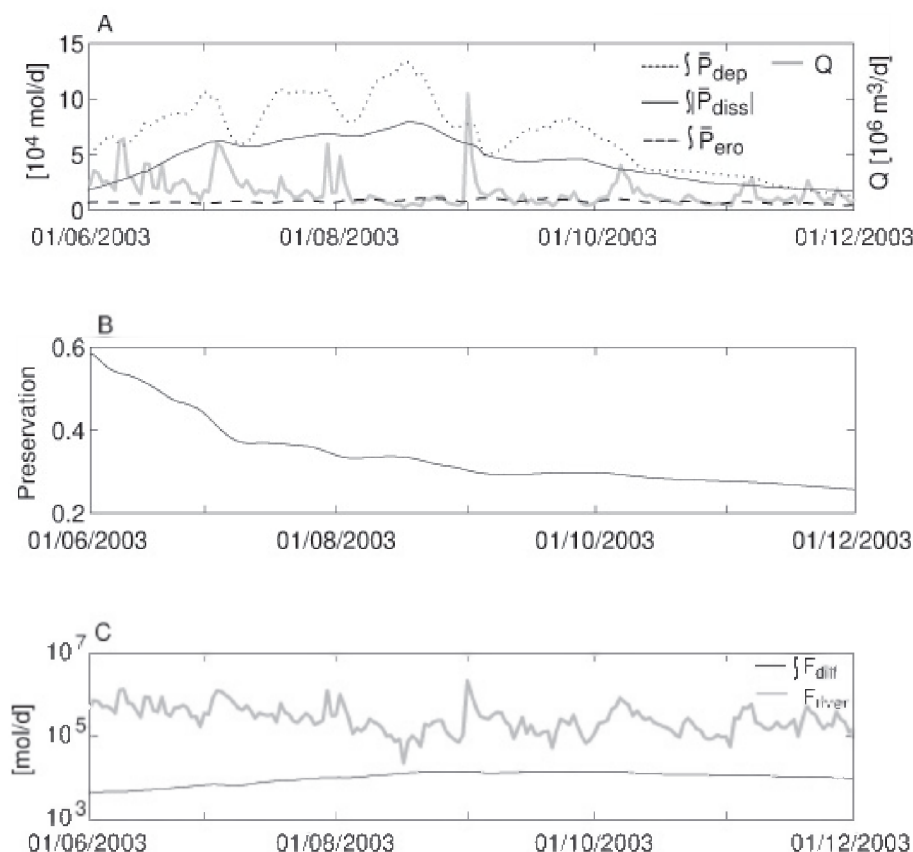 A
15
10
5
0
[10⁴ mol/d]
∫ P̄dep
∫|P̄diss|
∫ P̄ero
Q
Q [10⁶ m³/d]
01/06/2003 01/08/2003 01/10/2003 01/12/2003
B
0.6
0.4
0.2
Preservation
01/06/2003 01/08/2003 01/10/2003 01/12/2003
C
10⁷
10⁵
10³
[mol/d]
∫ Fdiff
Friver
01/06/2003 01/08/2003 01/10/2003 01/12/2003